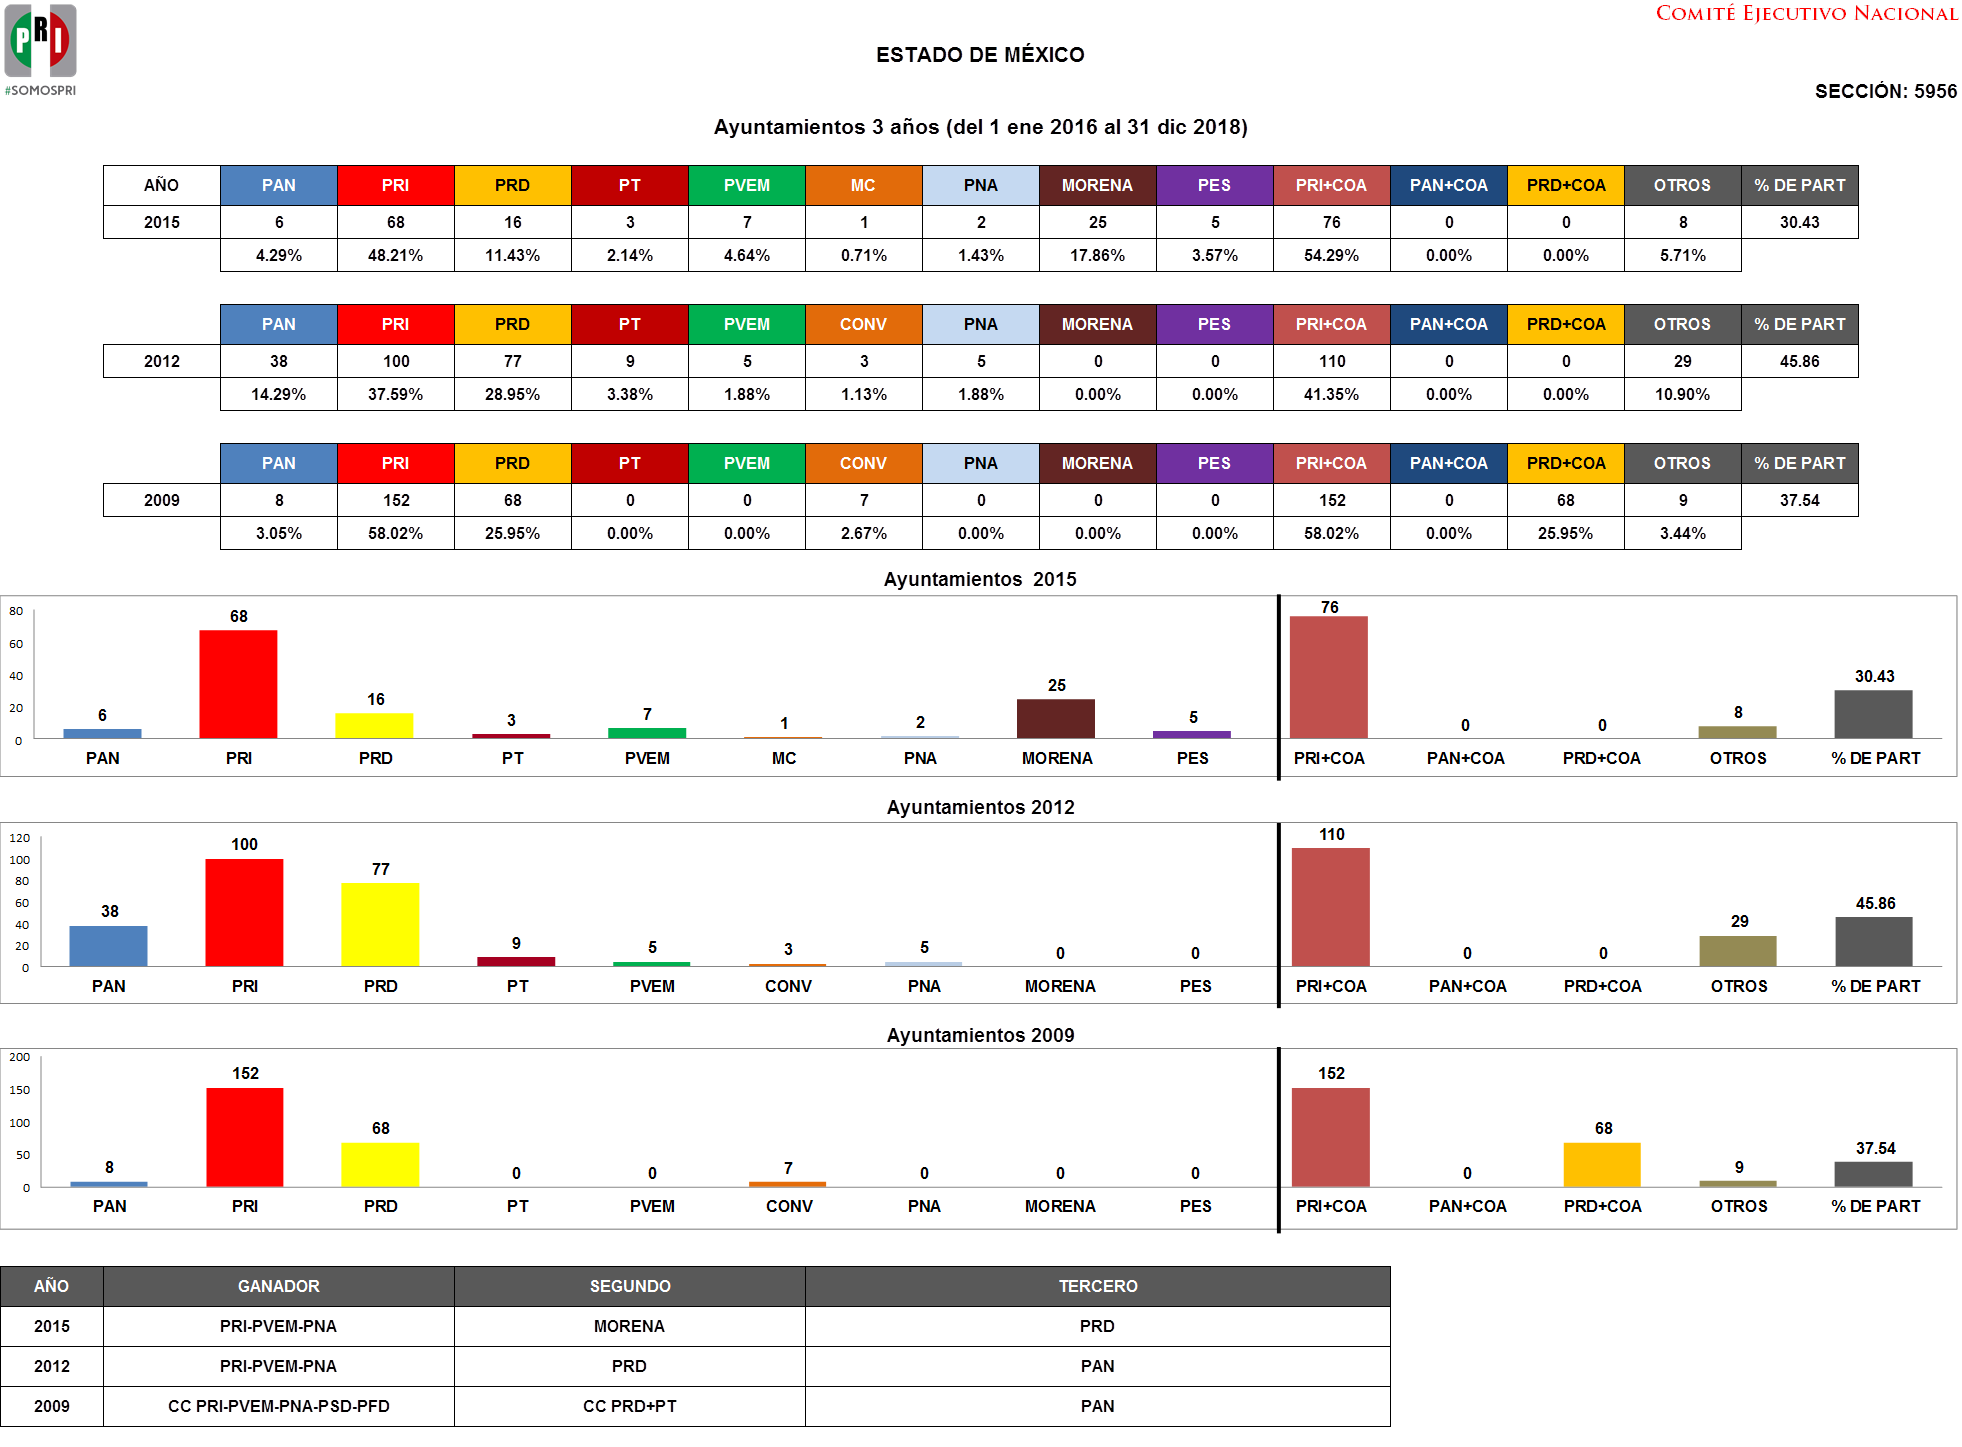 PRI
#SOMOSPRI
COMITÉ EJECUTIVO NACIONAL
ESTADO DE MÉXICO
SECCIÓN: 5956
Ayuntamientos 3 años (del 1 ene 2016 al 31 dic 2018)
AÑO PAN PRI PRD PT PVEM MC PNA MORENA PES PRI+COA PAN+COA PRD+COA OTROS % DE PART
2015 6 68 16 3 7 1 2 25 5 76 0 0 8 30.43
4.29% 48.21% 11.43% 2.14% 4.64% 0.71% 1.43% 17.86% 3.57% 54.29% 0.00% 0.00% 5.71%
PAN PRI PRD PT PVEM CONV PNA MORENA PES PRI+COA PAN+COA PRD+COA OTROS % DE PART
2012 38 100 77 9 5 3 5 0 0 110 0 0 29 45.86
14.29% 37.59% 28.95% 3.38% 1.88% 1.13% 1.88% 0.00% 0.00% 41.35% 0.00% 0.00% 10.90%
PAN PRI PRD PT PVEM CONV PNA MORENA PES PRI+COA PAN+COA PRD+COA OTROS % DE PART
2009 8 152 68 0 0 7 0 0 0 152 0 68 9 37.54
3.05% 58.02% 25.95% 0.00% 0.00% 2.67% 0.00% 0.00% 0.00% 58.02% 0.00% 25.95% 3.44%
Ayuntamientos 2015
80
60
40
20
0
6 68 16 3 7 1 2 25 5 76 0 0 8 30.43
PAN PRI PRD PT PVEM MC PNA MORENA PES PRI+COA PAN+COA PRD+COA OTROS % DE PART
Ayuntamientos 2012
120
100
80
60
40
20
0
38 100 77 9 5 3 5 0 0 110 0 0 29 45.86
PAN PRI PRD PT PVEM CONV PNA MORENA PES PRI+COA PAN+COA PRD+COA OTROS % DE PART
Ayuntamientos 2009
200
150
100
50
0
8 152 68 0 0 7 0 0 0 152 0 68 9 37.54
PAN PRI PRD PT PVEM CONV PNA MORENA PES PRI+COA PAN+COA PRD+COA OTROS % DE PART
AÑO GANADOR SEGUNDO TERCERO
2015 PRI-PVEM-PNA MORENA PRD
2012 PRI-PVEM-PNA PRD PAN
2009 CC PRI-PVEM-PNA-PSD-PFD CC PRD+PT PAN